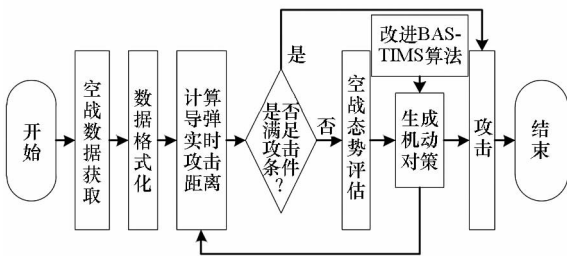 开始
空战数据获取
数据格式化
计算
导弹
实时
攻击
距离
是否
满足
攻击
条件
?
是
否
空战态势评估
改进BAS-
TIMS算法
生成
机动
对策
攻击
结束